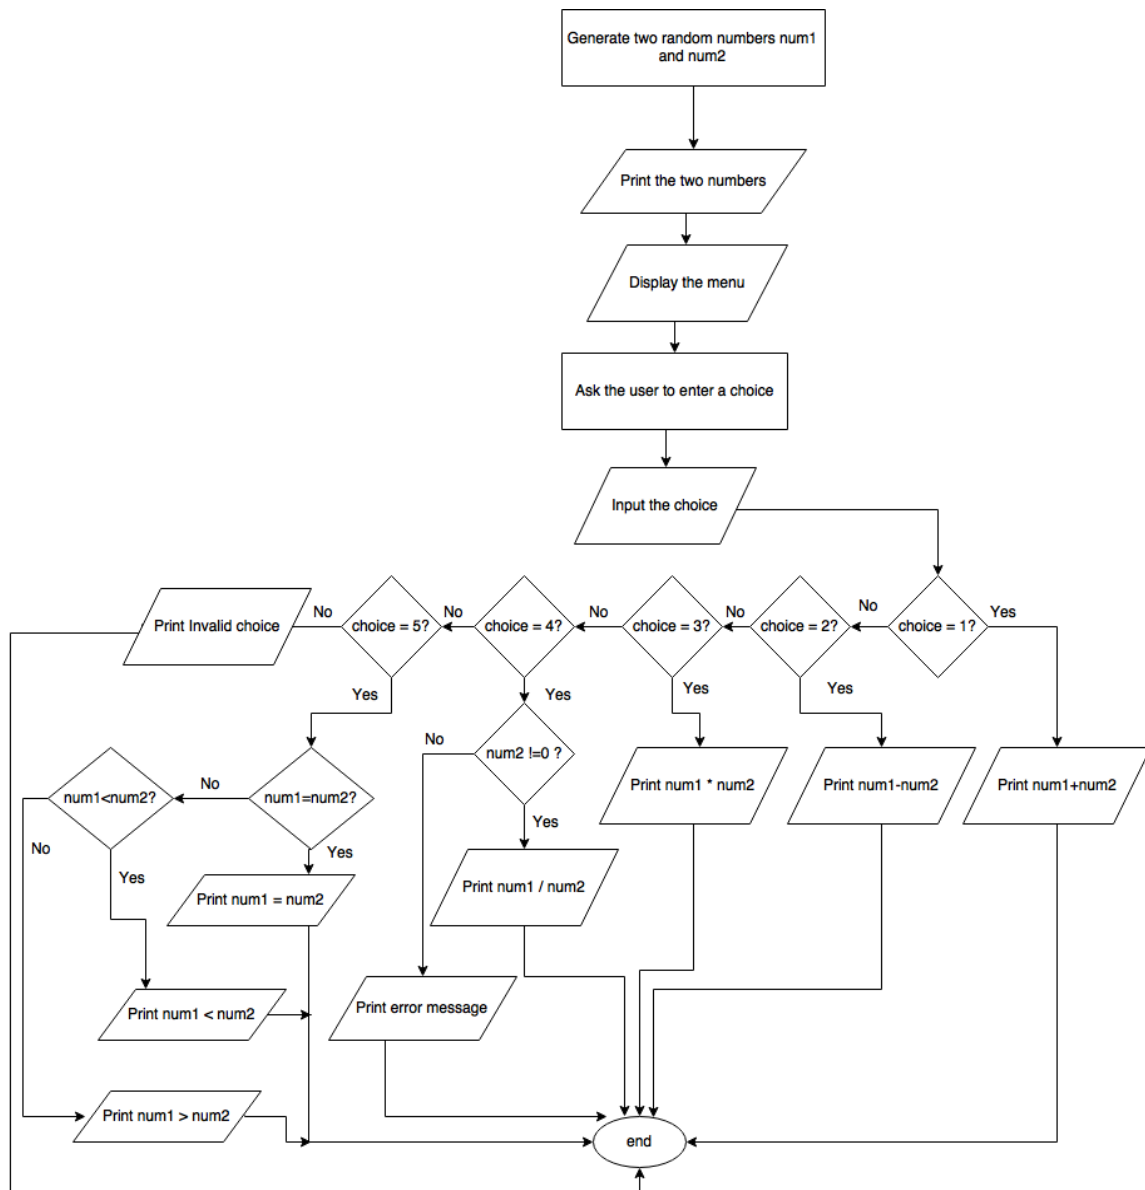 Generate two random numbers num1
and num2
Print the two numbers
Display the menu
Ask the user to enter a choice
Input the choice
Print Invalid choice
No
choice = 5?
No
choice = 4?
No
choice = 3?
No
choice = 2?
No
choice = 1?
Yes
Yes
Yes
Yes
Yes
num1<num2?
No
num1=num2?
No
num2 !=0 ?
Print num1 * num2
Print num1-num2
Print num1+num2
No
Yes
Yes
Yes
Print num1 = num2
Print num1 / num2
Print num1 < num2
Print error message
Print num1 > num2
end